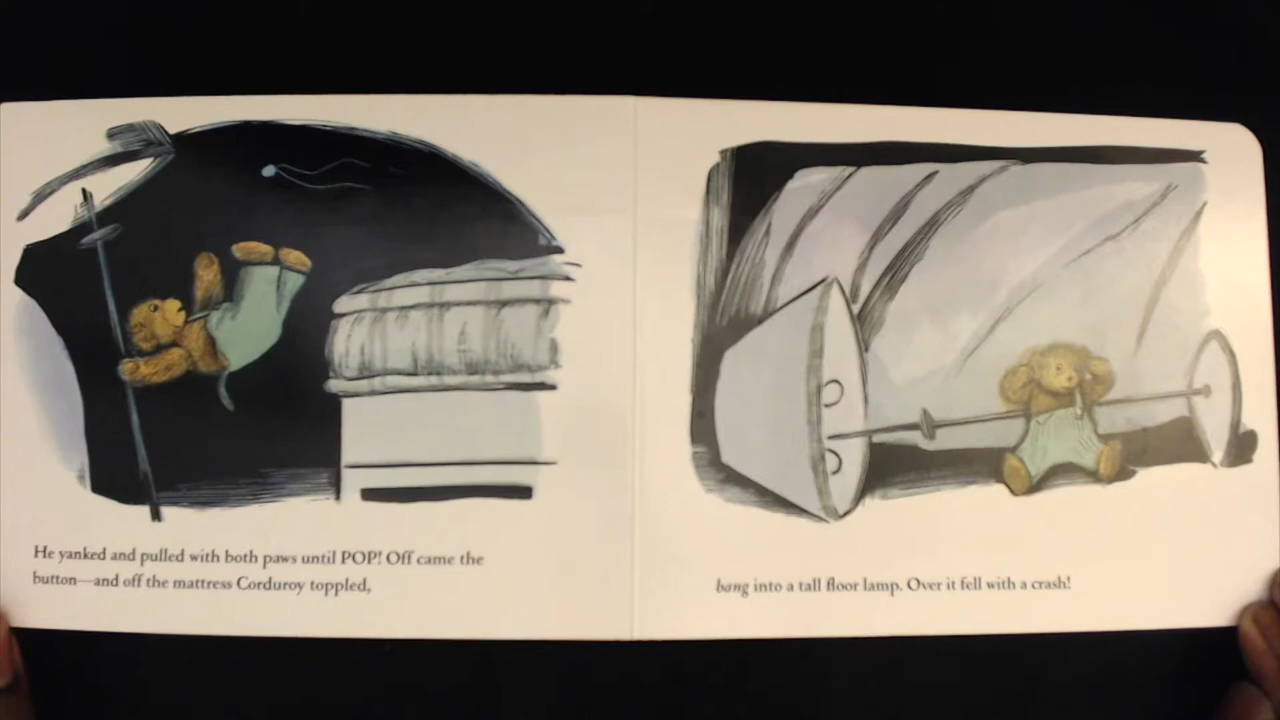 He yanked and pulled with both paws until POP! Off came the
button—and off the mattress Corduroy toppled,
bang into a tall floor lamp. Over it fell with a crash!